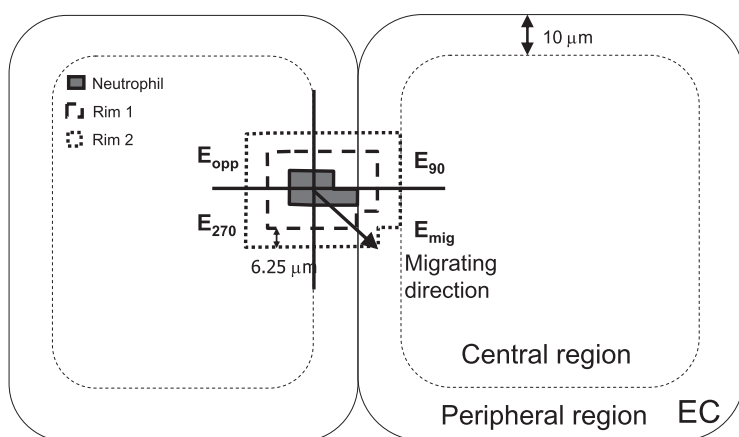 10 μm
Neutrophil
Rim 1
Rim 2
E_opp
E_90
E_270
E_mig
6.25 μm
Migrating
direction
Central region
Peripheral region
EC